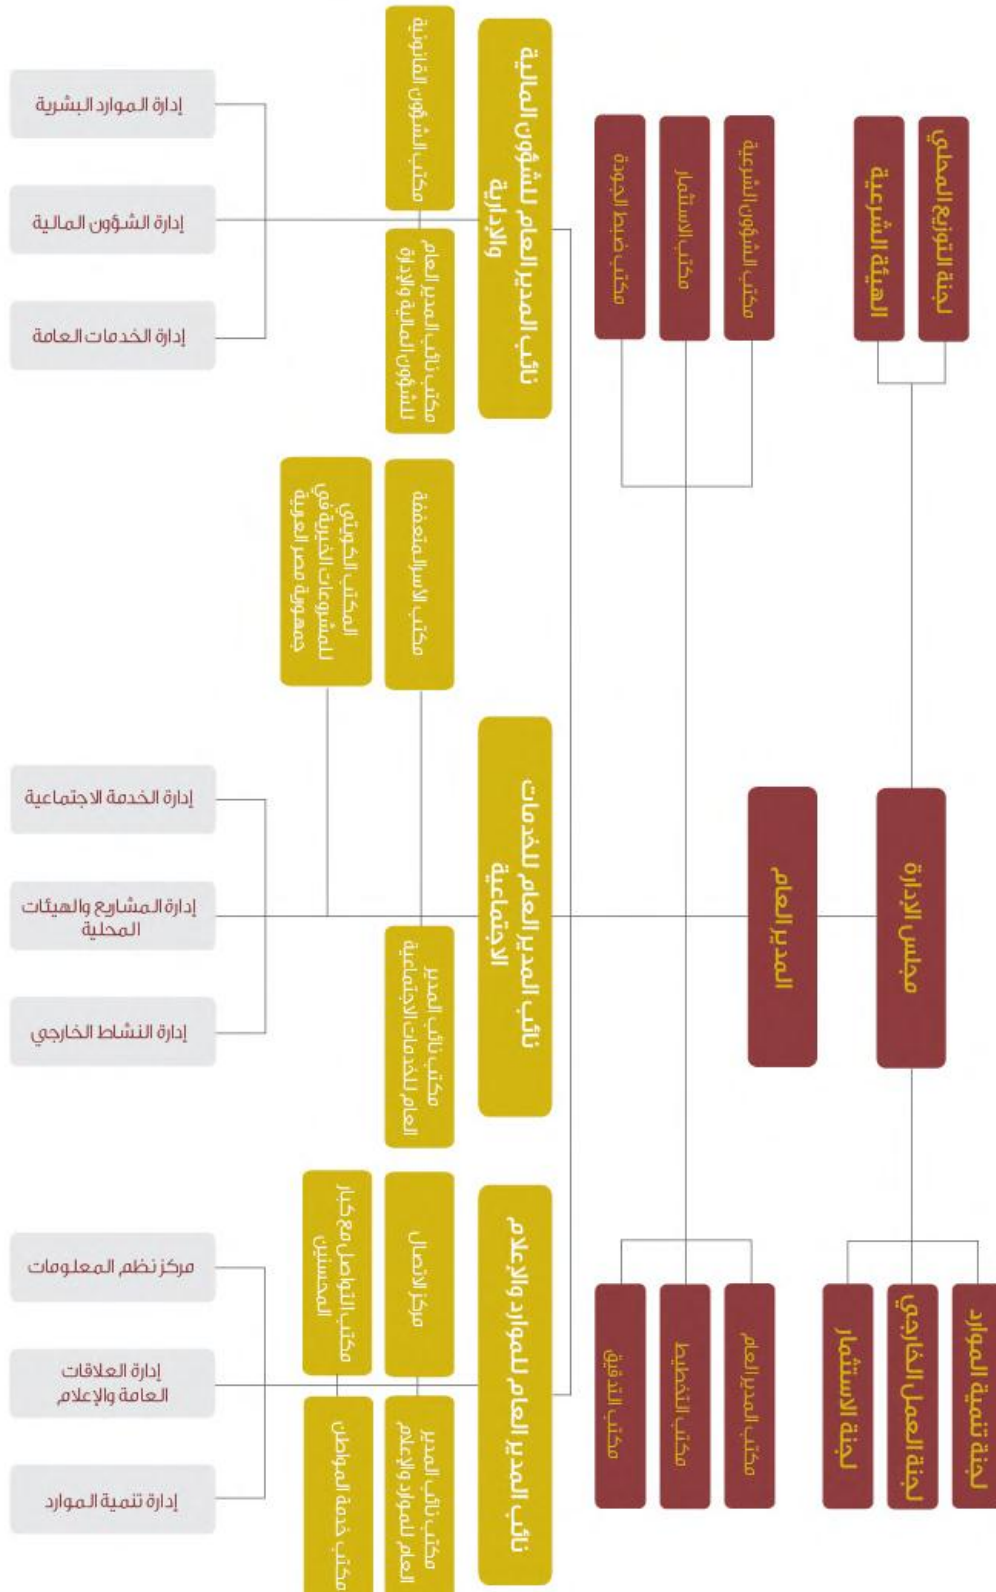 لجنة تنمية الموارد
لجنة العمل الخارجي
لجنة الاستثمار
مجلس الإدارة
لجنة التوزيع المحلي
الهيئة الشرعية
المدير العام
مكتب المدير العام
مكتب التخطيط
مكتب التدقيق
مكتب الشؤون الشرعية
مكتب الاستثمار
مكتب ضبط الجودة
نائب المدير العام للموارد والإعلام
مركز الاتصال
مكتب التواصل مع كبار
المحسنين
مكتب نائب المدير
العام للموارد والإعلام
مكتب خدمة المواطن
مركز نظم المعلومات
إدارة العلاقات
العامة والإعلام
إدارة تنمية الموارد
نائب المدير العام للخدمات
الاجتماعية
مكتب نائب المدير
العام للخدمات الاجتماعية
مكتب الأسر المتعففة
المكتب الكويتي
للمشروعات الخيرية في
جمهورية مصر العربية
إدارة الخدمة الاجتماعية
إدارة المشاريع والهيئات
المحلية
إدارة النشاط الخارجي
نائب المدير العام للشؤون المالية
والإدارية
مكتب الشؤون القانونية
مكتب نائب المدير العام
للشؤون المالية والإدارة
إدارة الموارد البشرية
إدارة الشؤون المالية
إدارة الخدمات العامة